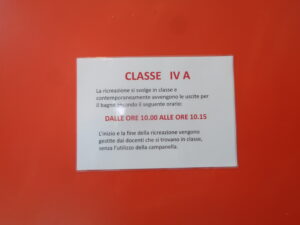 CLASSE IV A
La ricreazione si svolge in classe e
contemporaneamente avvengono le uscite per
il bagno secondo il seguente orario:
DALLE ORE 10.00 ALLE ORE 10.15
L'inizio e la fine della ricreazione vengono
gestite dai docenti che si trovano in classe,
senza l'utilizzo della campanella.